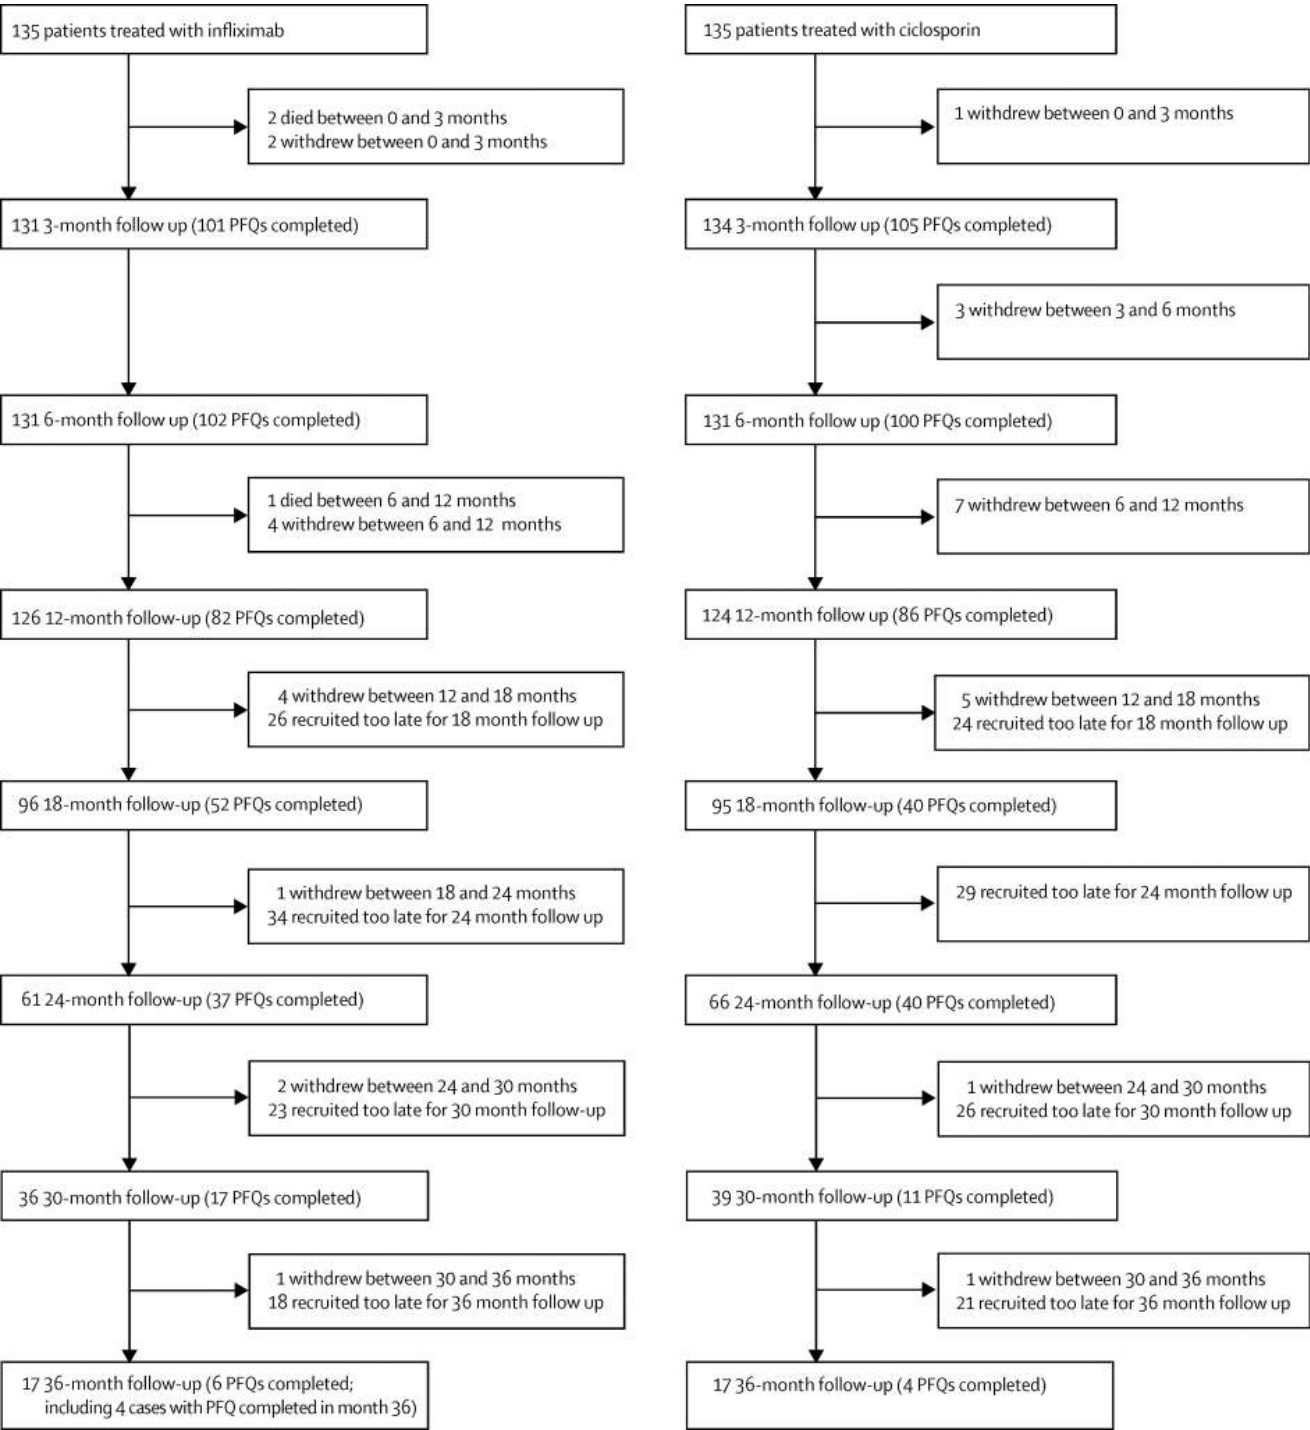 135 patients treated with infliximab
2 died between 0 and 3 months
2 withdrew between 0 and 3 months
131 3-month follow up (101 PFQs completed)
131 6-month follow up (102 PFQs completed)
1 died between 6 and 12 months
4 withdrew between 6 and 12 months
126 12-month follow-up (82 PFQs completed)
4 withdrew between 12 and 18 months
26 recruited too late for 18 month follow up
96 18-month follow-up (52 PFQs completed)
1 withdrew between 18 and 24 months
34 recruited too late for 24 month follow up
61 24-month follow-up (37 PFQs completed)
2 withdrew between 24 and 30 months
23 recruited too late for 30 month follow-up
36 30-month follow-up (17 PFQs completed)
1 withdrew between 30 and 36 months
18 recruited too late for 36 month follow up
17 36-month follow-up (6 PFQs completed;
including 4 cases with PFQ completed in month 36)
135 patients treated with ciclosporin
1 withdrew between 0 and 3 months
134 3-month follow up (105 PFQs completed)
3 withdrew between 3 and 6 months
131 6-month follow up (100 PFQs completed)
7 withdrew between 6 and 12 months
124 12-month follow up (86 PFQs completed)
5 withdrew between 12 and 18 months
24 recruited too late for 18 month follow up
95 18-month follow-up (40 PFQs completed)
29 recruited too late for 24 month follow up
66 24-month follow-up (40 PFQs completed)
1 withdrew between 24 and 30 months
26 recruited too late for 30 month follow up
39 30-month follow-up (11 PFQs completed)
1 withdrew between 30 and 36 months
21 recruited too late for 36 month follow up
17 36-month follow-up (4 PFQs completed)